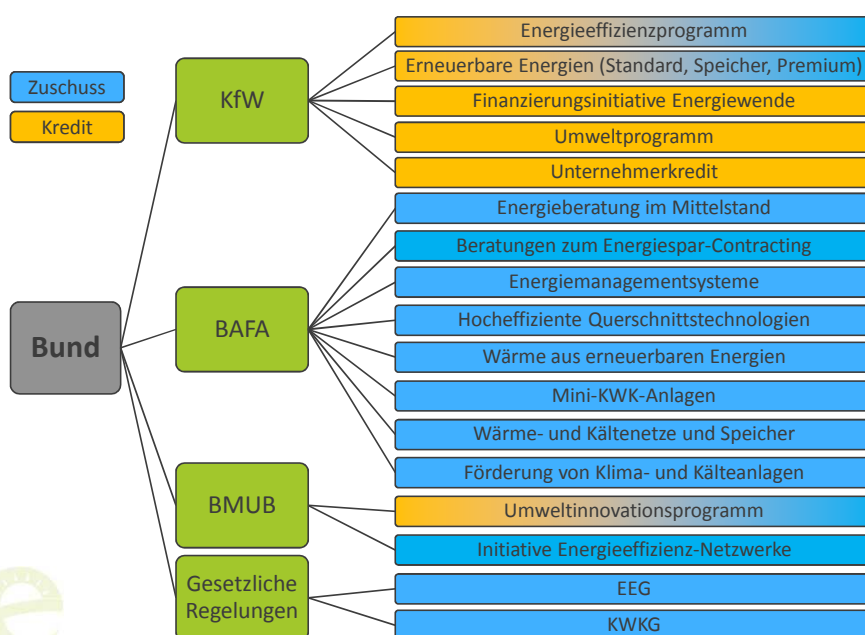 Zuschuss
Kredit
Bund
KfW
Energieeffizienzprogramm
Erneuerbare Energien (Standard, Speicher, Premium)
Finanzierungsinitiative Energiewende
Umweltprogramm
Unternehmerkredit
BAFA
Energieberatung im Mittelstand
Beratungen zum Energiespar-Contracting
Energiemanagementsysteme
Hocheffiziente Querschnittstechnologien
Wärme aus erneuerbaren Energien
Mini-KWK-Anlagen
Wärme- und Kältenetze und Speicher
Förderung von Klima- und Kälteanlagen
BMUB
Umweltinnovationsprogramm
Initiative Energieeffizienz-Netzwerke
Gesetzliche
Regelungen
EEG
KWKG